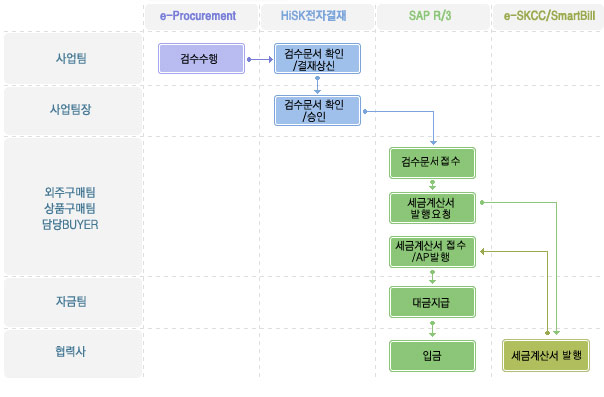 e-Procurement
HiSK전자결재
SAP R/3
e-SKCC/SmartBill
사업팀
검수수행
검수문서 확인
/결재상신
사업팀장
검수문서 확인
/승인
외주구매팀
상품구매팀
담당BUYER
검수문서접수
세금계산서
발행요청
세금계산서 접수
/AP발행
자금팀
대금지급
협력사
입금
세금계산서 발행